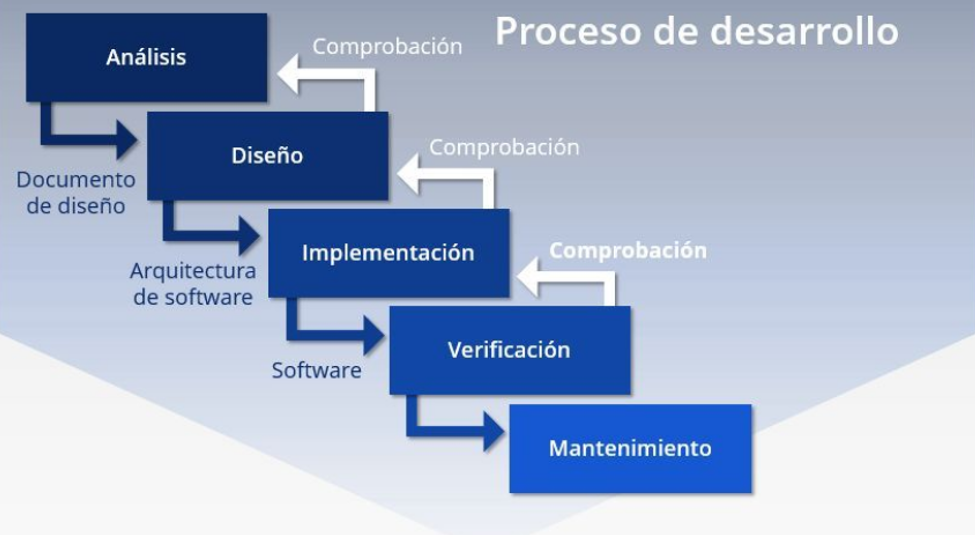 Proceso de desarrollo
Análisis
Comprobación
Documento
de diseño
Diseño
Comprobación
Arquitectura
de software
Implementación
Comprobación
Software
Verificación
Mantenimiento